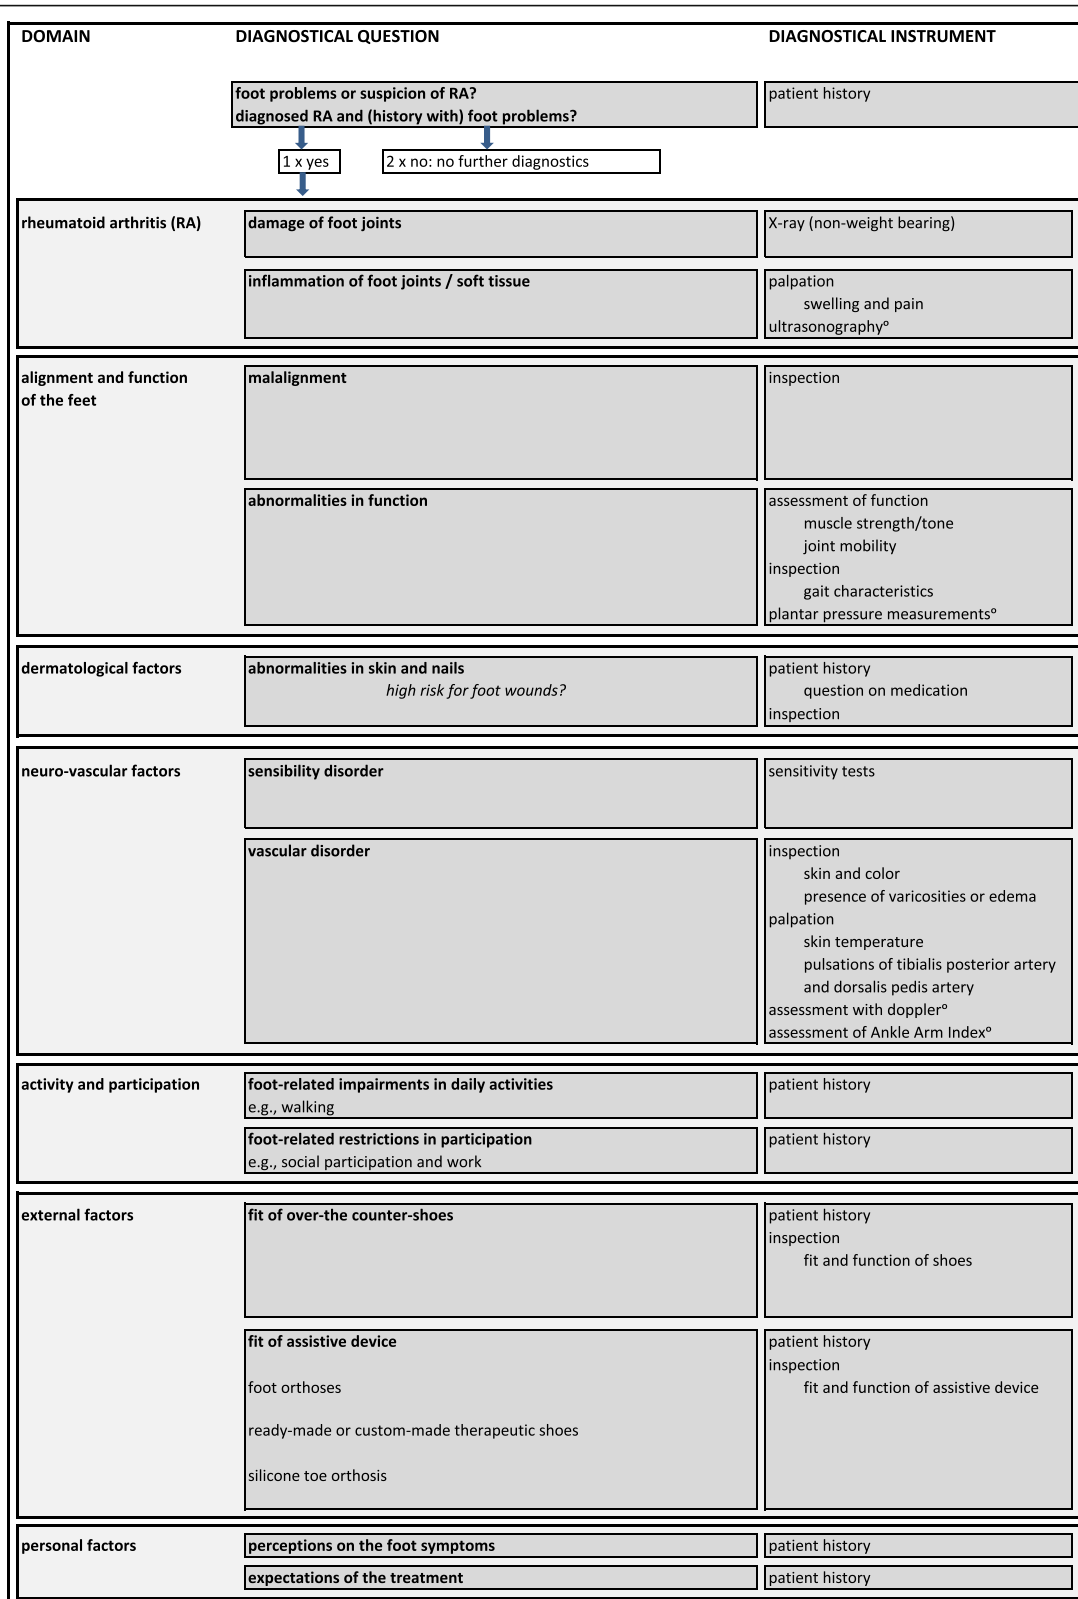 DOMAIN DIAGNOSTICAL QUESTION DIAGNOSTICAL INSTRUMENT
foot problems or suspicion of RA? patient history
diagnosed RA and (history with) foot problems?
1 x yes 2 x no: no further diagnostics
rheumatoid arthritis (RA) damage of foot joints X-ray (non-weight bearing)
inflammation of foot joints / soft tissue palpation
swelling and pain
ultrasonography°
alignment and function malalignment inspection
of the feet
abnormalities in function assessment of function
muscle strength/tone
joint mobility
inspection
gait characteristics
plantar pressure measurements°
dermatological factors abnormalities in skin and nails patient history
high risk for foot wounds? question on medication
inspection
neuro-vascular factors sensibility disorder sensitivity tests
vascular disorder inspection
skin and color
presence of varicosities or edema
palpation
skin temperature
pulsations of tibialis posterior artery
and dorsalis pedis artery
assessment with doppler°
assessment of Ankle Arm Index°
activity and participation foot-related impairments in daily activities patient history
e.g., walking
foot-related restrictions in participation patient history
e.g., social participation and work
external factors fit of over-the counter-shoes patient history
inspection
fit and function of shoes
fit of assistive device patient history
inspection
foot orthoses fit and function of assistive device
ready-made or custom-made therapeutic shoes
silicone toe orthosis
personal factors perceptions on the foot symptoms patient history
expectations of the treatment patient history